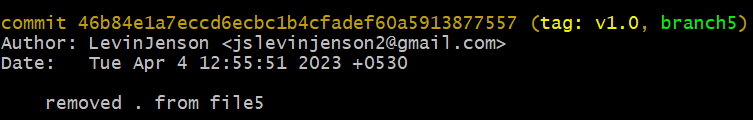 commit 46b84e1a7eccd6ecbc1b4cfadef60a5913877557 (tag: v1.0, branch5)
Author: LevinJenson <jslevinjenson2@gmail.com>
Date:   Tue Apr 4 12:55:51 2023 +0530
removed . from file5